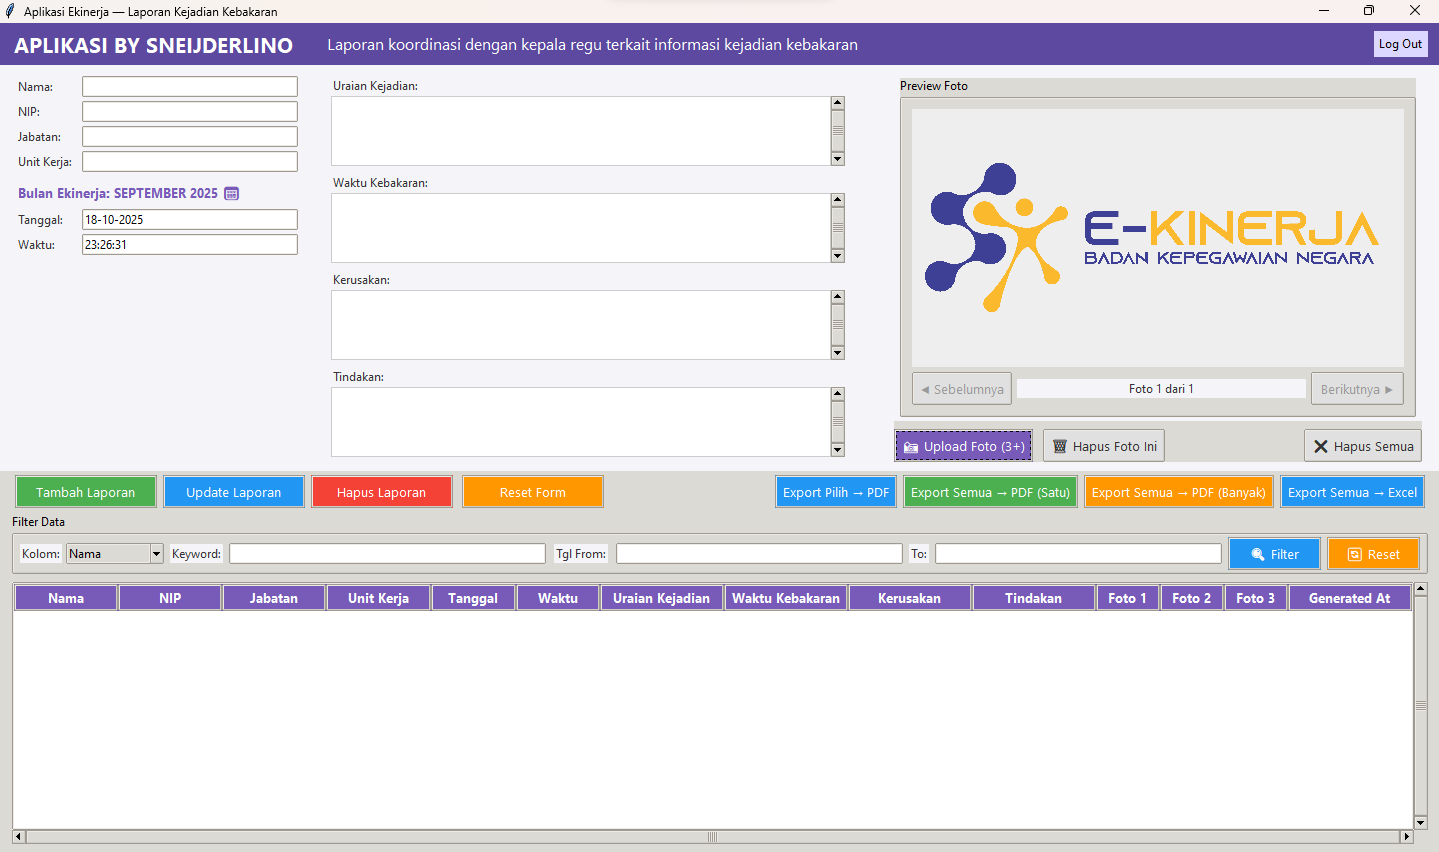 Aplikasi Ekinerja — Laporan Kejadian Kebakaran
APLIKASI BY SNEIJDERLINO
Laporan koordinasi dengan kepala regu terkait informasi kejadian kebakaran
Log Out
Nama:
NIP:
Jabatan:
Unit Kerja:
Bulan Ekinerja: SEPTEMBER 2025
Tanggal: 18-10-2025
Waktu: 23:26:31
Uraian Kejadian:
Waktu Kebakaran:
Kerusakan:
Tindakan:
Preview Foto
E-KINERJA
BADAN KEPEGAWAIAN NEGARA
◄ Sebelumnya Foto 1 dari 1 Berikutnya ►
Upload Foto (3+) Hapus Foto Ini Hapus Semua
Tambah Laporan Update Laporan Hapus Laporan Reset Form Export Pilih → PDF Export Semua → PDF (Satu) Export Semua → PDF (Banyak) Export Semua → Excel
Filter Data
Kolom: Nama Keyword: Tgl From: To: Filter Reset
Nama NIP Jabatan Unit Kerja Tanggal Waktu Uraian Kejadian Waktu Kebakaran Kerusakan Tindakan Foto 1 Foto 2 Foto 3 Generated At